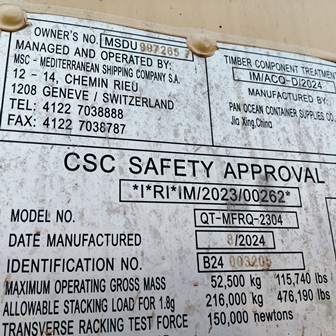 OWNER'S NO. MSDU 997265 7
MANAGED AND OPERATED BY:
MSC - MEDITERRANEAN SHIPPING COMPANY S.A.
12 - 14, CHEMIN RIEU
1208 GENEVE / SWITZERLAND
TEL: 4122 7038888
FAX: 4122 7038787
TIMBER COMPONENT TREATMENT
IM/ACQ-D/2024
MANUFACTURED BY
PAN OCEAN CONTAINER SUPPLIES CO.,
Jia Xing,China
CSC SAFETY APPROVAL
*I*RI*IM/2023/00262*
MODEL NO. QT-MFRQ-2304
DATE MANUFACTURED 8/2024
IDENTIFICATION NO. B24 003205
MAXIMUM OPERATING GROSS MASS 52,500 kg 115,740 lbs
ALLOWABLE STACKING LOAD FOR 1.8g 216,000 kg 476,190 lbs
TRANSVERSE RACKING TEST FORCE 150,000 newtons